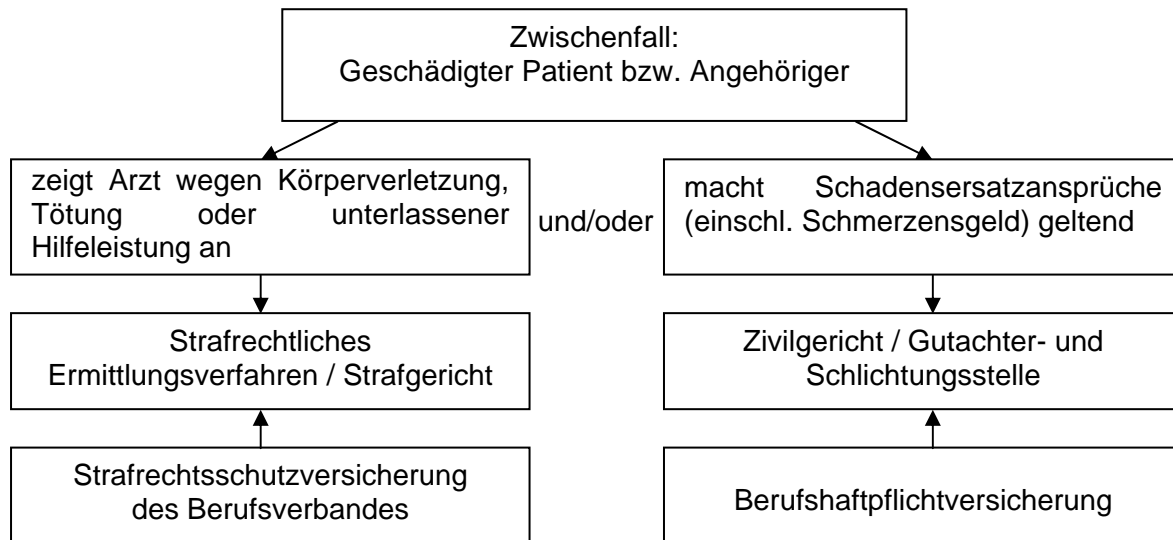 Zwischenfall:
Geschädigter Patient bzw. Angehöriger
zeigt Arzt wegen Körperverletzung,
Tötung oder unterlassener
Hilfeleistung an
und/oder
macht Schadensersatzansprüche
(einschl. Schmerzensgeld) geltend
Strafrechtliches
Ermittlungsverfahren / Strafgericht
Zivilgericht / Gutachter- und
Schlichtungsstelle
Strafrechtsschutzversicherung
des Berufsverbandes
Berufshaftpflichtversicherung